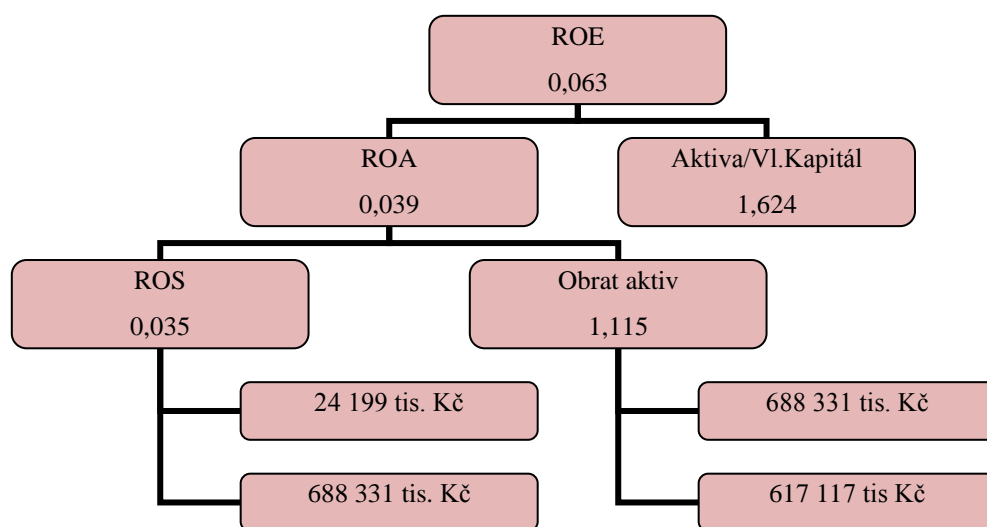 ROE
0,063
ROA
0,039
Aktiva/Vl.Kapitál
1,624
ROS
0,035
Obrat aktiv
1,115
24 199 tis. Kč
688 331 tis. Kč
688 331 tis. Kč
617 117 tis Kč